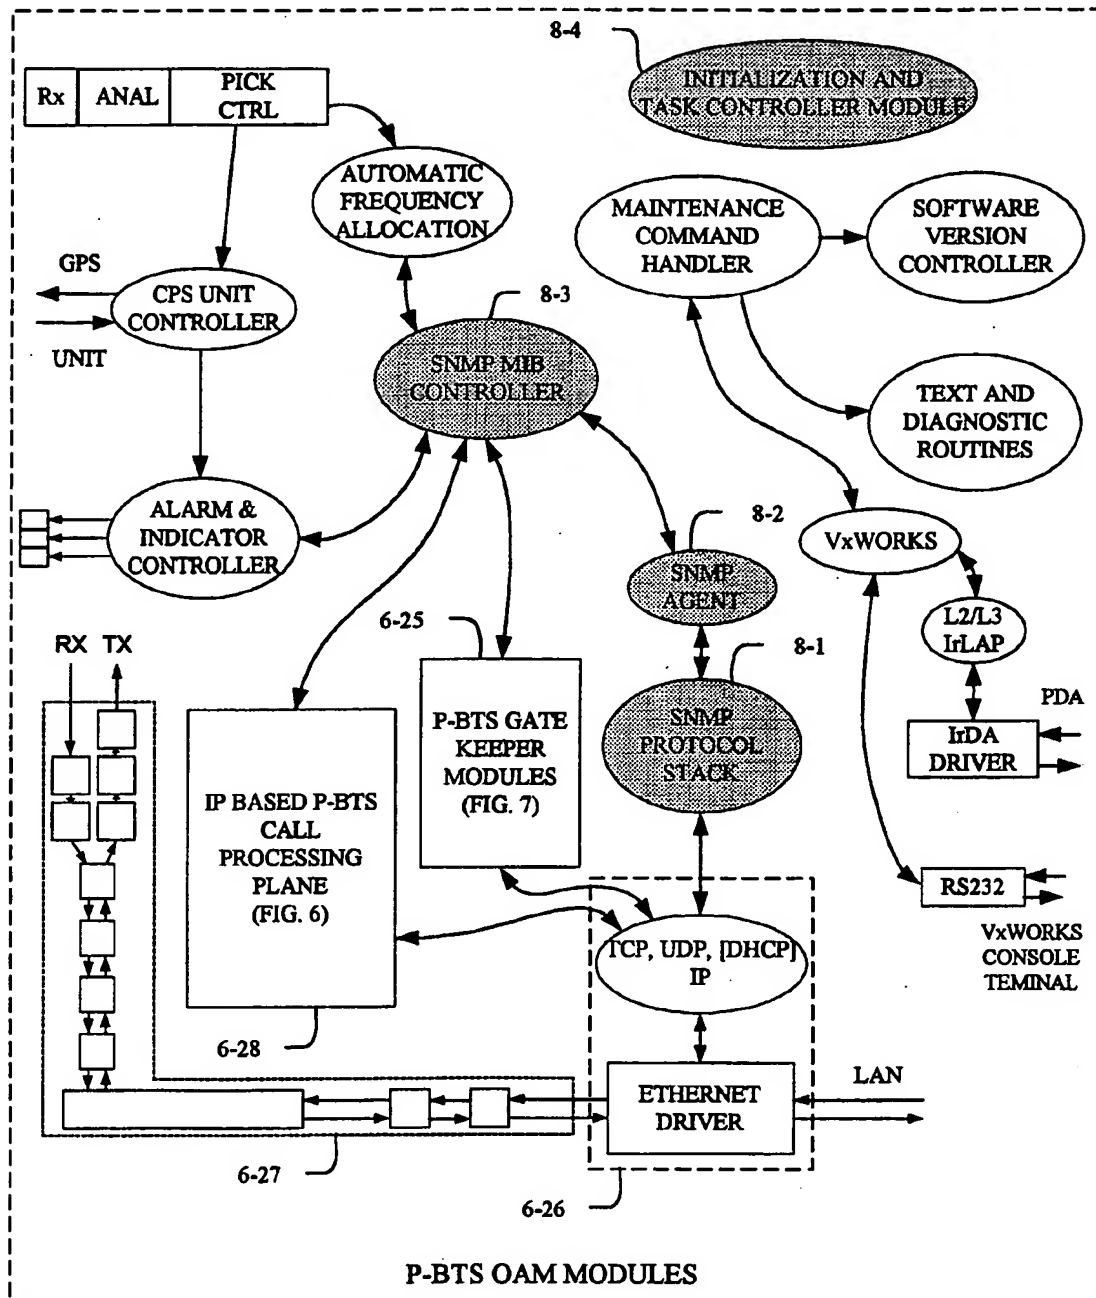 8-4
INITIALIZATION AND
TASK CONTROLLER MODULE
Rx
ANAL
PICK
CTRL
AUTOMATIC
FREQUENCY
ALLOCATION
MAINTENANCE
COMMAND
HANDLER
SOFTWARE
VERSION
CONTROLLER
GPS
CPS UNIT
CONTROLLER
UNIT
8-3
SNMP MIB
CONTROLLER
TEXT AND
DIAGNOSTIC
ROUTINES
ALARM &
INDICATOR
CONTROLLER
8-2
SNMP
AGENT
VxWORKS
L2/L3
IrLAP
6-25
8-1
RX
TX
P-BTS GATE
KEEPER
MODULES
(FIG. 7)
SNMP
PROTOCOL
STACK
PDA
IrDA
DRIVER
IP BASED P-BTS
CALL
PROCESSING
PLANE
(FIG. 6)
RS232
VxWORKS
CONSOLE
TEMINAL
TCP, UDP, [DHCP]
IP
6-28
ETHERNET
DRIVER
LAN
6-27
6-26
P-BTS OAM MODULES